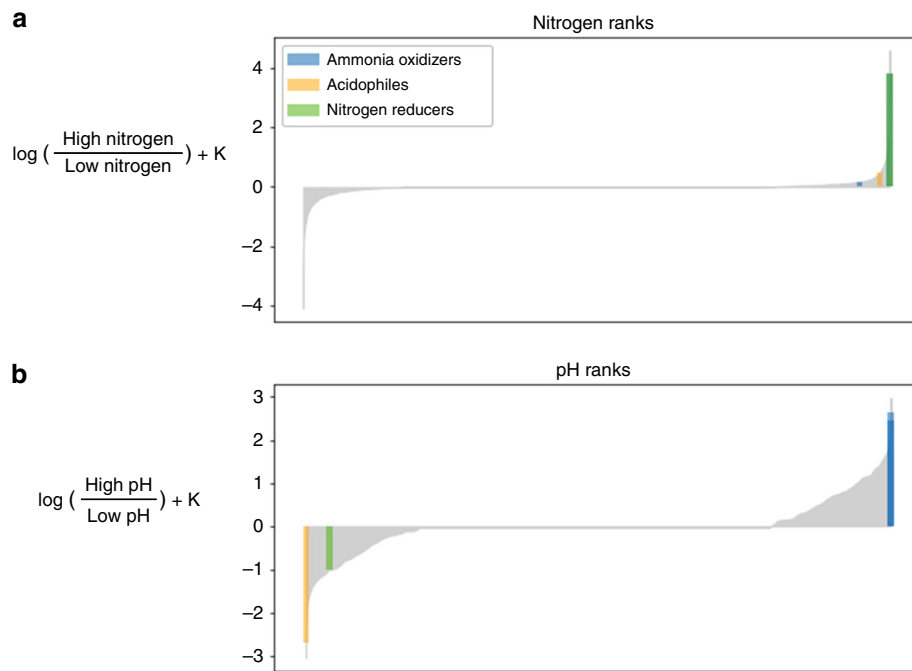 a
Nitrogen ranks
log ( High nitrogen / Low nitrogen ) + K
4
2
0
−2
−4
Ammonia oxidizers
Acidophiles
Nitrogen reducers
b
pH ranks
log ( High pH / Low pH ) + K
3
2
1
0
−1
−2
−3